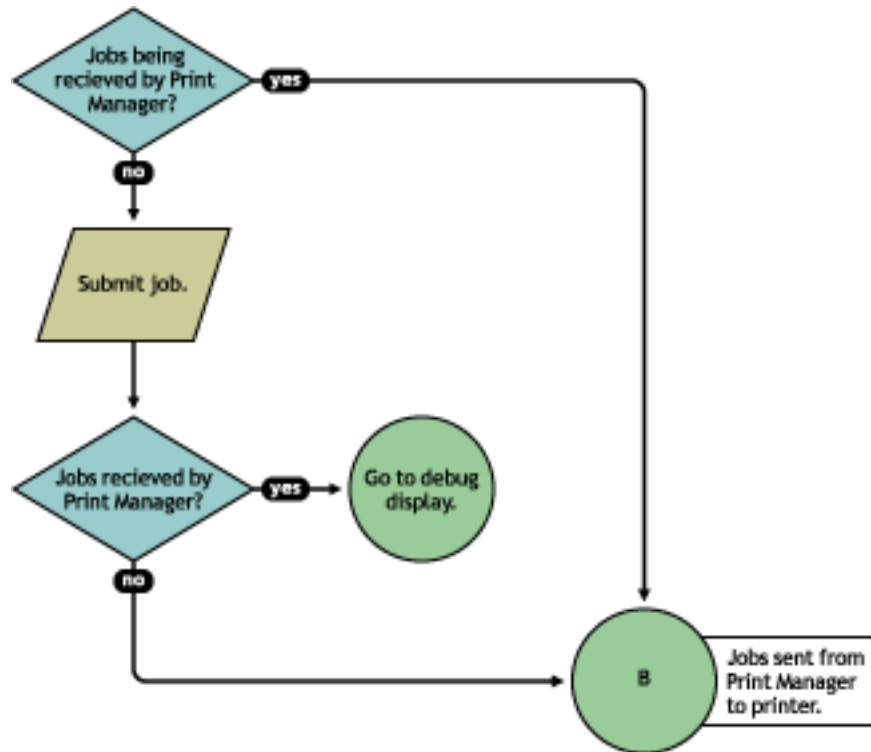 Jobs being
recieved by Print
Manager?
yes
no
Submit job.
Jobs recieved by
Print Manager?
yes
Go to debug
display.
no
B
Jobs sent from
Print Manager
to printer.